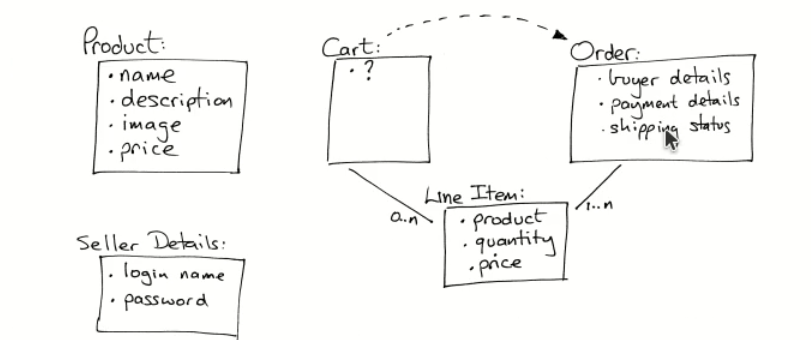 Product:
• name
• description
• image
• price
Cart:
• ?
Order:
• buyer details
• payment details
• shipping status
Line Item:
• product
• quantity
• price
0..n
1..n
Seller Details:
• login name
• password